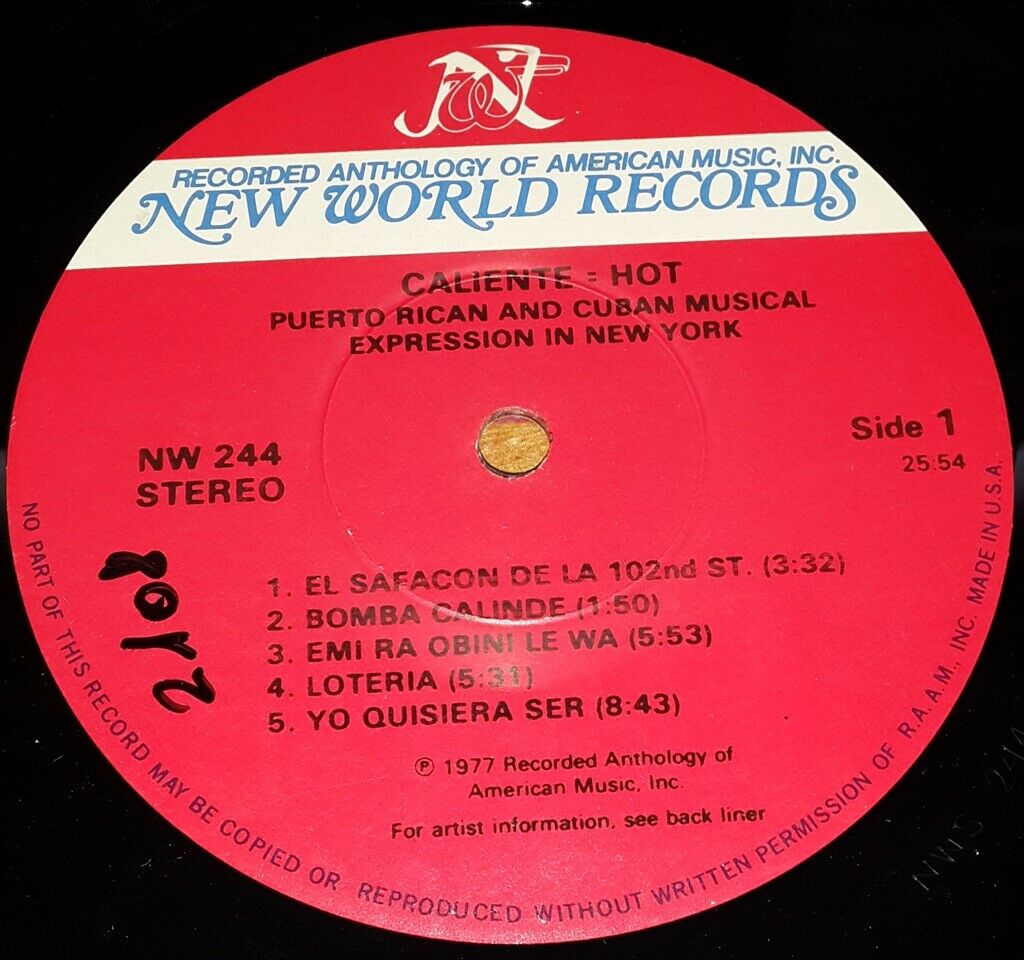 RECORDED ANTHOLOGY OF AMERICAN MUSIC, INC.
NEW WORLD RECORDS
CALIENTE = HOT
PUERTO RICAN AND CUBAN MUSICAL
EXPRESSION IN NEW YORK
NW 244
STEREO
Side 1
25:54
2108
1. EL SAFACON DE LA 102nd ST. (3:32)
2. BOMBA CALINDE (1:50)
3. EMI RA OBINI LE WA (5:53)
4. LOTERIA (5:31)
5. YO QUISIERA SER (8:43)
℗ 1977 Recorded Anthology of
American Music, Inc.
For artist information, see back liner
NO PART OF THIS RECORD MAY BE COPIED OR REPRODUCED WITHOUT WRITTEN PERMISSION OF R.A.A.M., INC. MADE IN U.S.A.